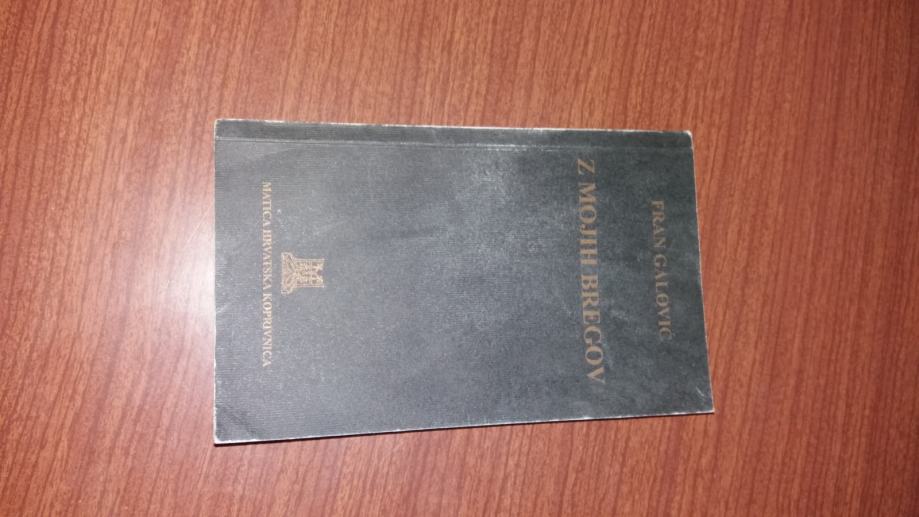 FRAN GALOVIĆ
Z MOJIH BREGOV
MATICA HRVATSKA KOPRIVNICA